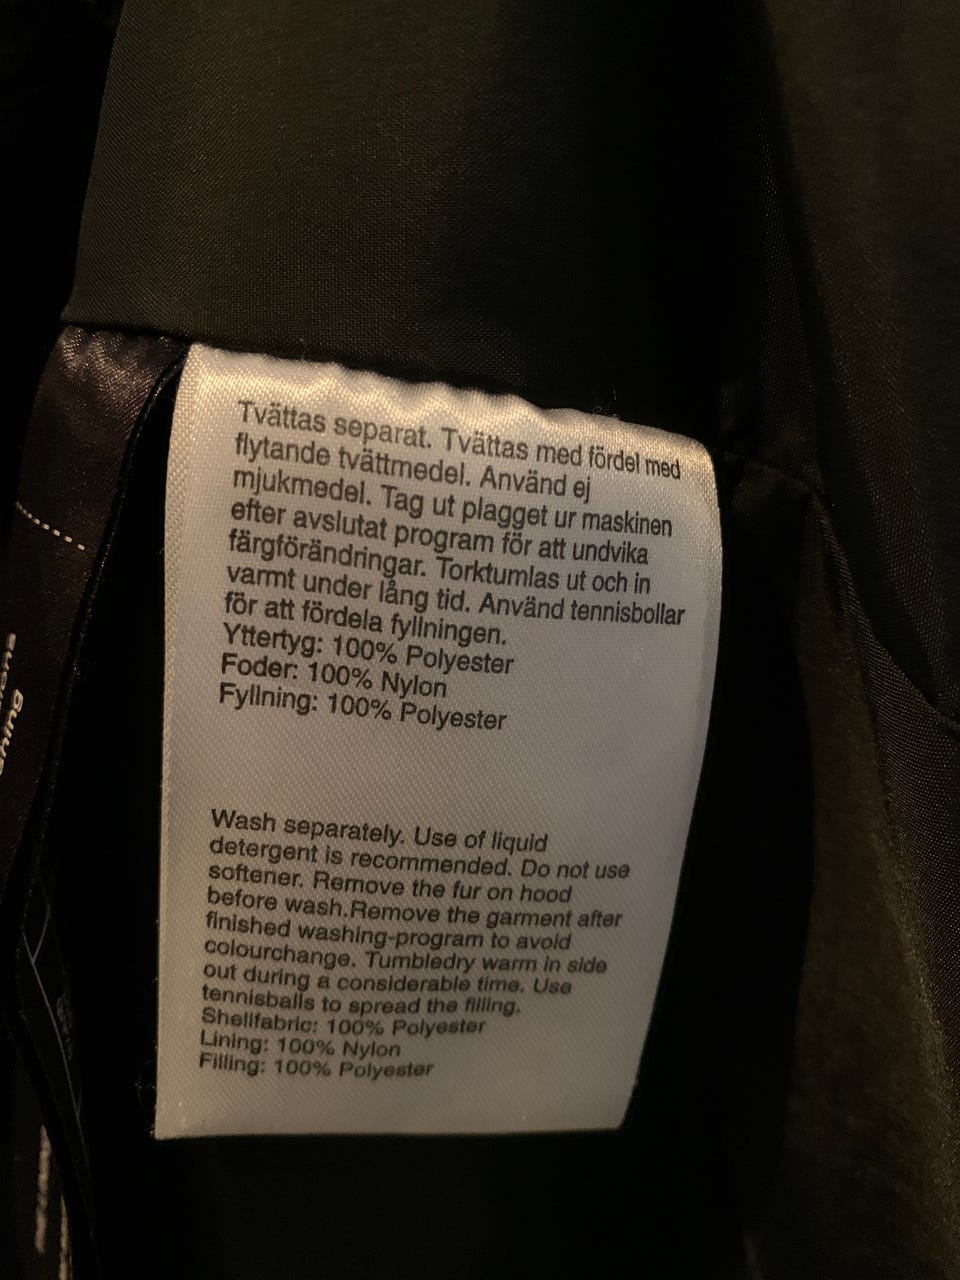 Tvättas separat. Tvättas med fördel med
flytande tvättmedel. Använd ej
mjukmedel. Tag ut plagget ur maskinen
efter avslutat program för att undvika
färgförändringar. Torktumlas ut och in
varmt under lång tid. Använd tennisbollar
för att fördela fyllningen.
Yttertyg: 100% Polyester
Foder: 100% Nylon
Fyllning: 100% Polyester
Wash separately. Use of liquid
detergent is recommended. Do not use
softener. Remove the fur on hood
before wash.Remove the garment after
finished washing-program to avoid
colourchange. Tumbledry warm in side
out during a considerable time. Use
tennisballs to spread the filling.
Shellfabric: 100% Polyester
Lining: 100% Nylon
Filling: 100% Polyester